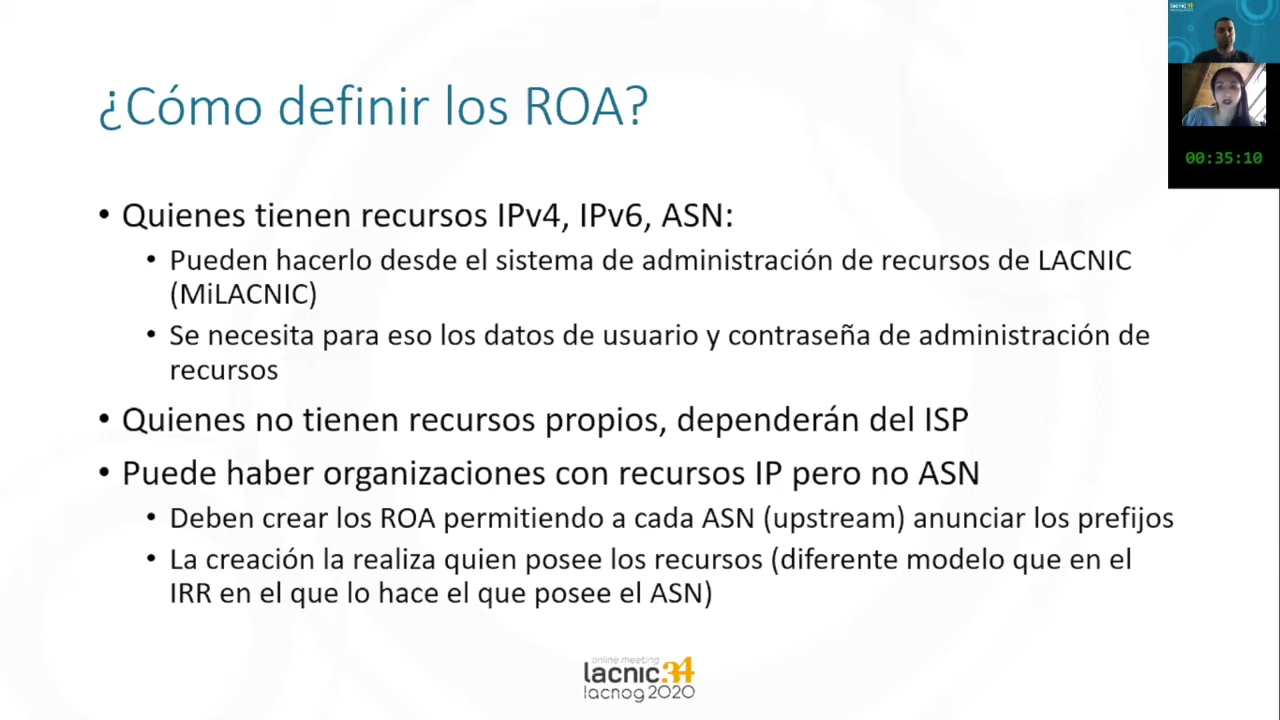 ¿Cómo definir los ROA?
• Quienes tienen recursos IPv4, IPv6, ASN:
• Pueden hacerlo desde el sistema de administración de recursos de LACNIC
(MiLACNIC)
• Se necesita para eso los datos de usuario y contraseña de administración de
recursos
• Quienes no tienen recursos propios, dependerán del ISP
• Puede haber organizaciones con recursos IP pero no ASN
• Deben crear los ROA permitiendo a cada ASN (upstream) anunciar los prefijos
• La creación la realiza quien posee los recursos (diferente modelo que en el
IRR en el que lo hace el que posee el ASN)
online meeting
lacnic34
lacnog2020
lacnic34
00:35:10